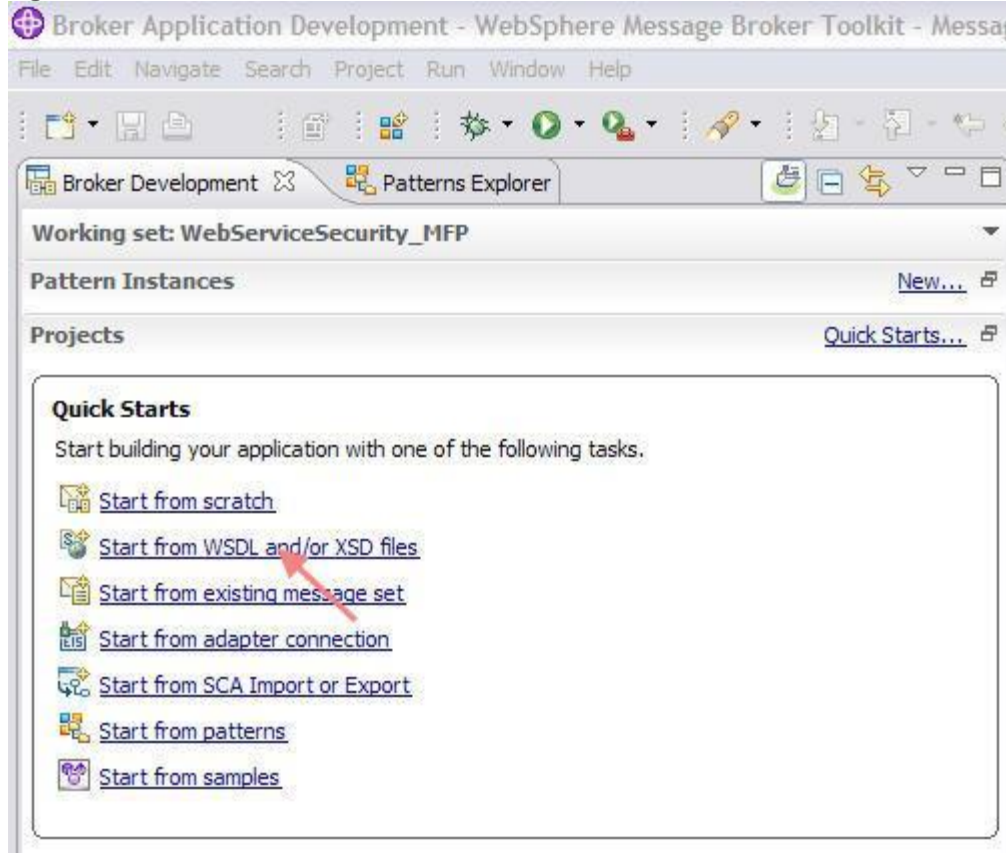 Broker Application Development - WebSphere Message Broker Toolkit - Messa
File Edit Navigate Search Project Run Window Help
Broker Development Patterns Explorer
Working set: WebServiceSecurity_MFP
Pattern Instances New...
Projects Quick Starts...
Quick Starts
Start building your application with one of the following tasks.
Start from scratch
Start from WSDL and/or XSD files
Start from existing message set
EIS Start from adapter connection
Start from SCA Import or Export
Start from patterns
Start from samples